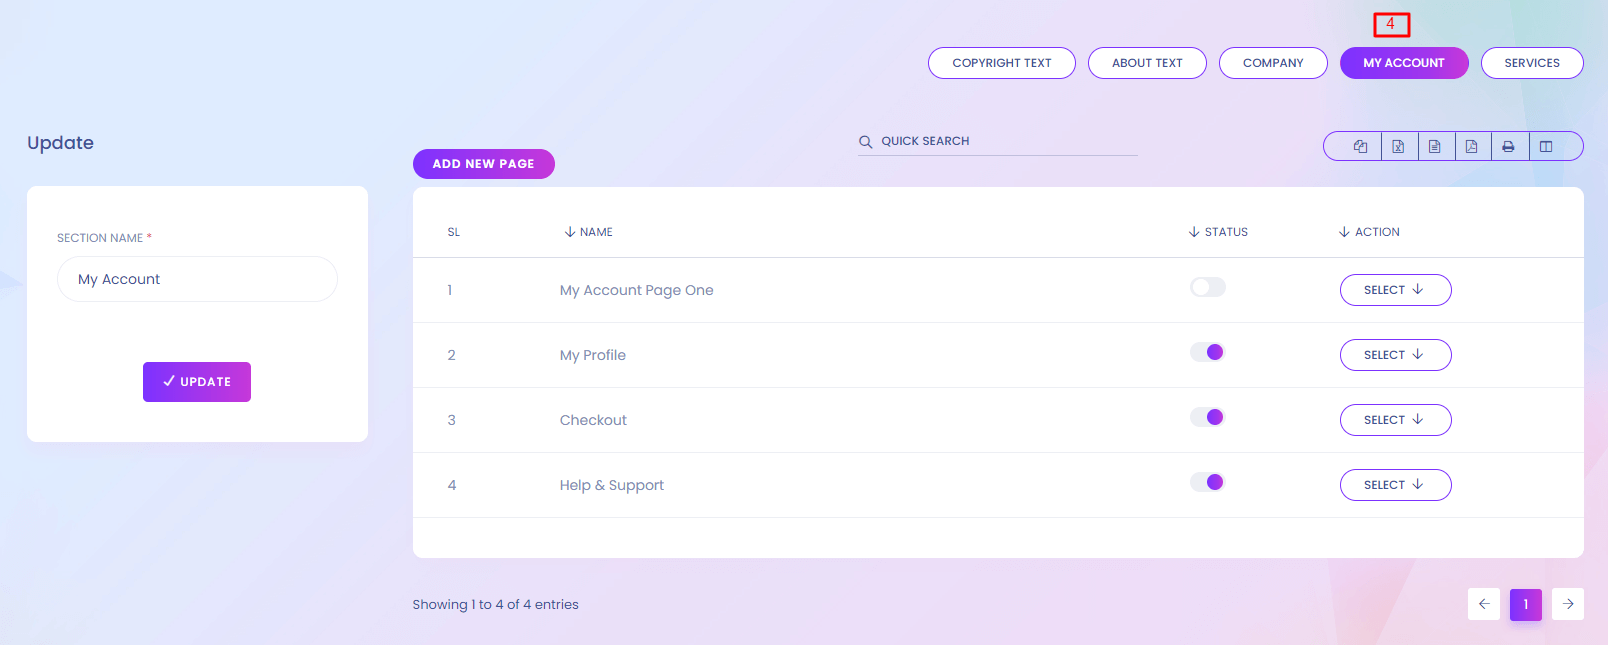 4
COPYRIGHT TEXT ABOUT TEXT COMPANY MY ACCOUNT SERVICES
Update
QUICK SEARCH
ADD NEW PAGE
SECTION NAME *
My Account
UPDATE
SL NAME STATUS ACTION
1 My Account Page One SELECT
2 My Profile SELECT
3 Checkout SELECT
4 Help & Support SELECT
Showing 1 to 4 of 4 entries
1